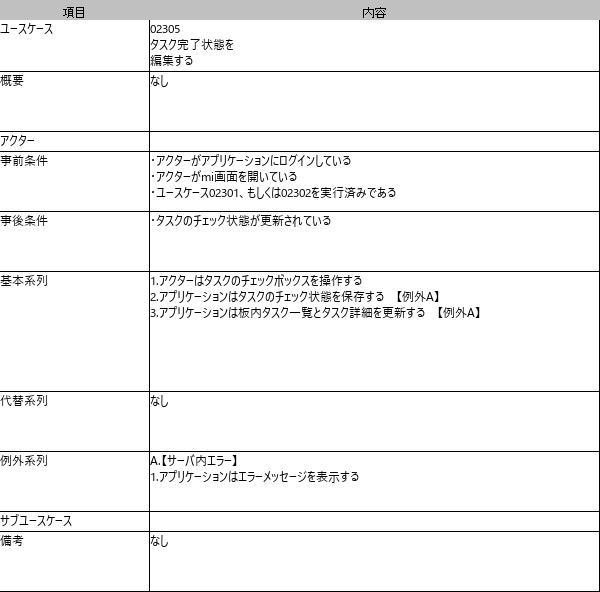 項目 内容
ユースケース 02305
タスク完了状態を
編集する
概要 なし
アクター
事前条件 ・アクターがアプリケーションにログインしている
・アクターがmi画面を開いている
・ユースケース02301、もしくは02302を実行済みである
事後条件 ・タスクのチェック状態が更新されている
基本系列 1.アクターはタスクのチェックボックスを操作する
2.アプリケーションはタスクのチェック状態を保存する 【例外A】
3.アプリケーションは板内タスク一覧とタスク詳細を更新する 【例外A】
代替系列 なし
例外系列 A.【サーバ内エラー】
1.アプリケーションはエラーメッセージを表示する
サブユースケース
備考 なし